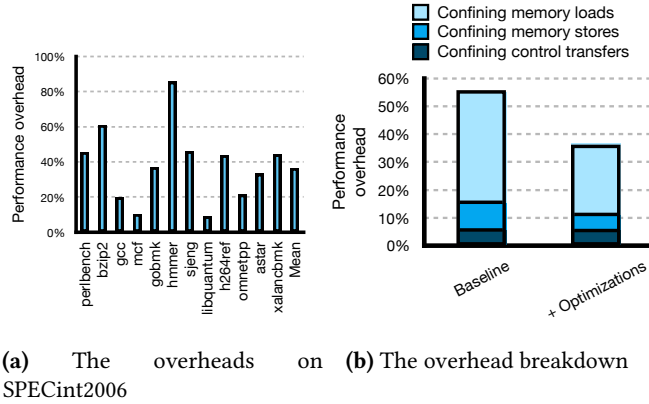 Confining memory loads
Confining memory stores
Confining control transfers
Performance overhead
100%
80%
60%
40%
20%
0%
perlbench
bzip2
gcc
mcf
gobmk
hmmer
sjeng
libquantum
h264ref
omnetpp
astar
xalancbmk
Mean
Performance
overhead
60%
50%
40%
30%
20%
10%
0%
Baseline
+ Optimizations
(a) The overheads on
SPECint2006
(b) The overhead breakdown